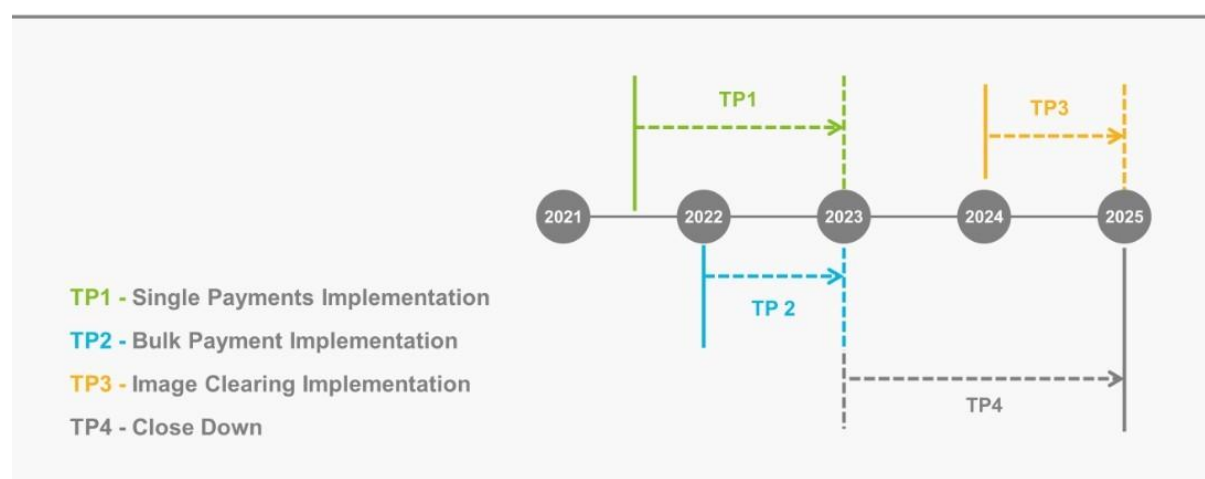 TP1
TP3
2021
2022
2023
2024
2025
TP 2
TP4
TP1 - Single Payments Implementation
TP2 - Bulk Payment Implementation
TP3 - Image Clearing Implementation
TP4 - Close Down